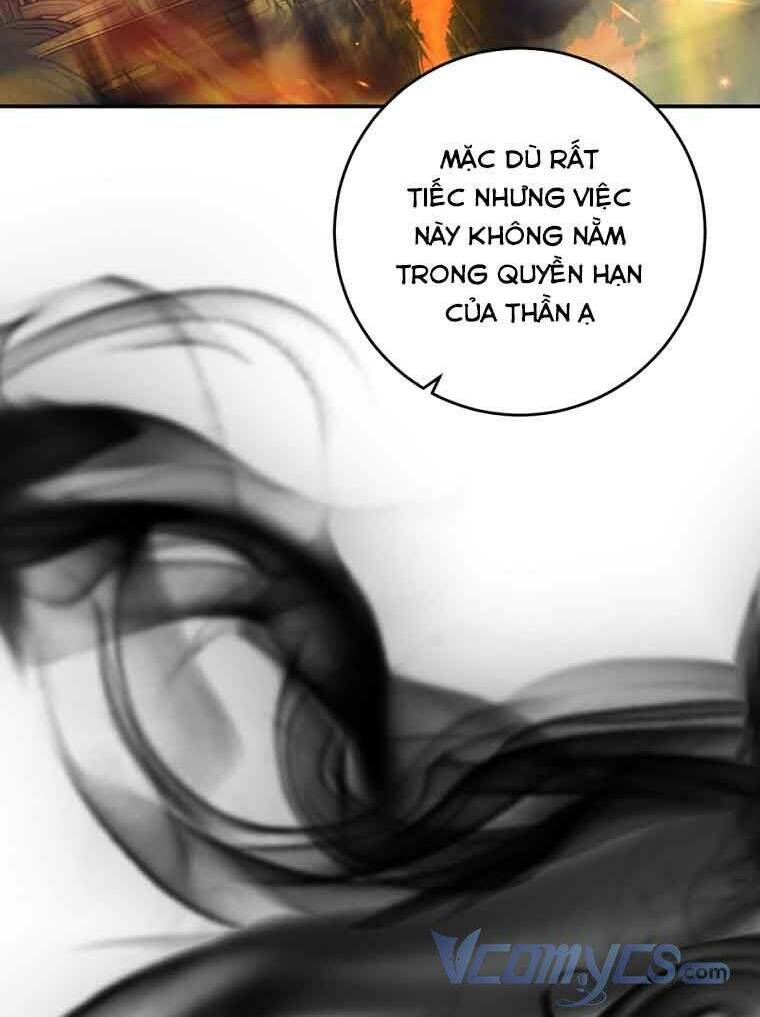 MẶC DÙ RẤT
TIẾC NHƯNG VIỆC
NÀY KHÔNG NẰM
TRONG QUYỀN HẠN
CỦA THẦN Ạ
VCOMYCS.com